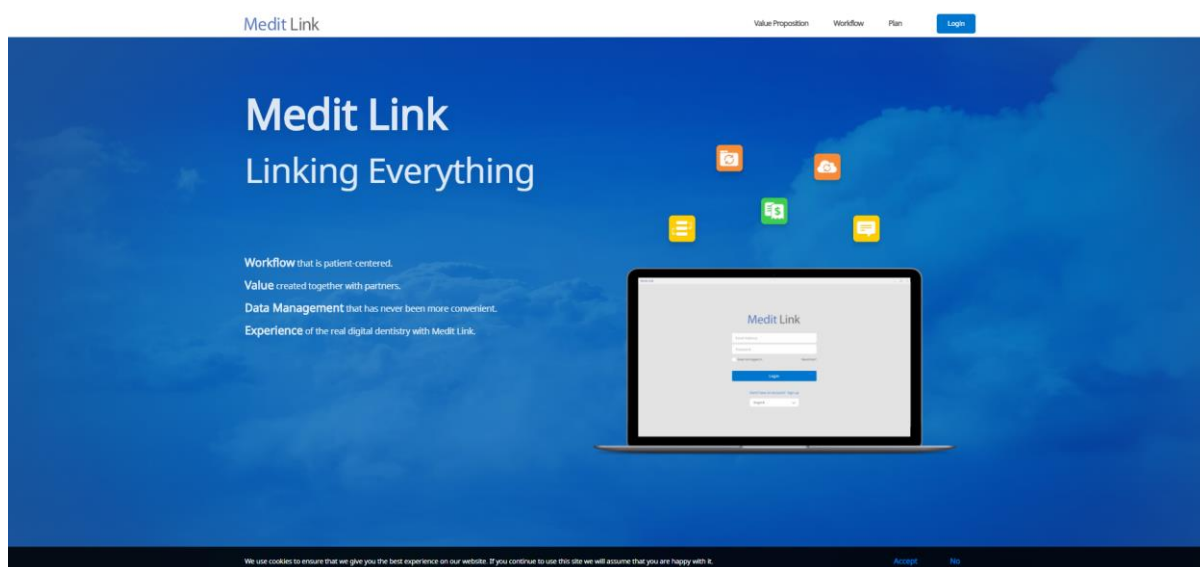 Medit Link
Value Proposition Workflow Plan Login
Medit Link
Linking Everything
Workflow that is patient-centered.
Value created together with partners.
Data Management that has never been more convenient.
Experience of the real digital dentistry with Medit Link.
Medit Link
Login
English
We use cookies to ensure that we give you the best experience on our website. If you continue to use this site we will assume that you are happy with it.
Accept No